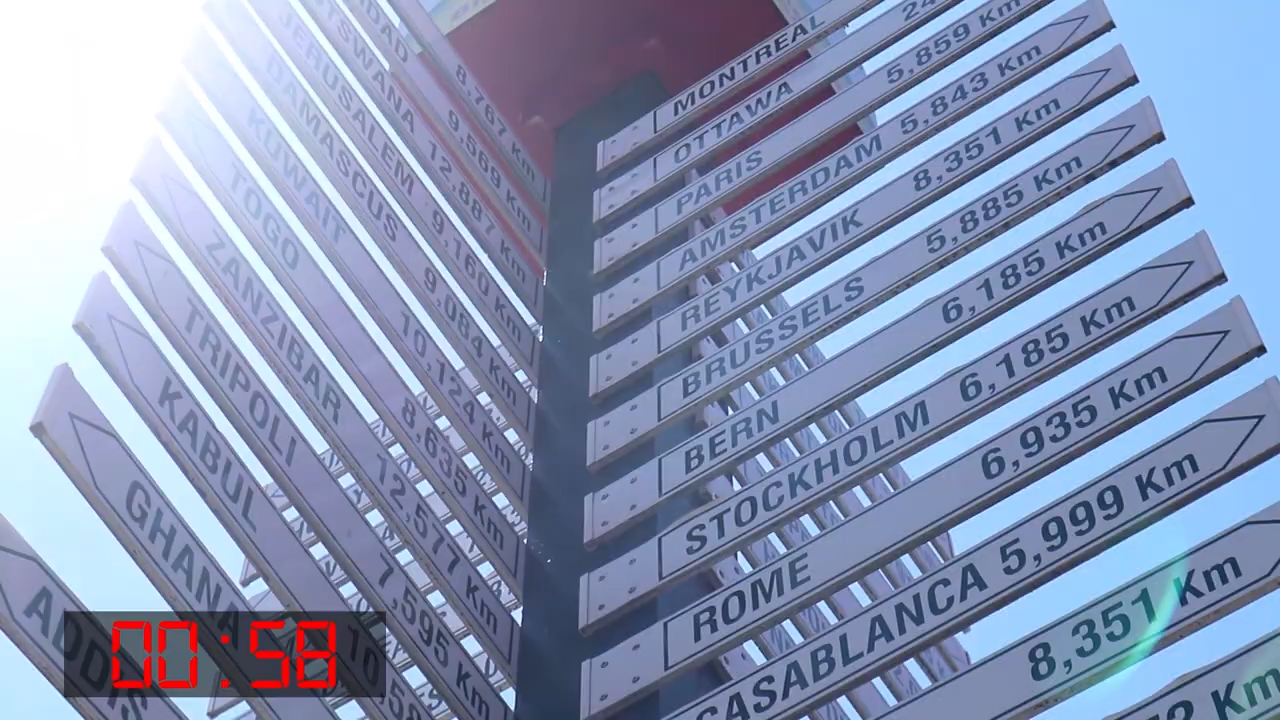 8,767 Km
DAD 9,569 Km
TSWANA 12,887 Km
JERUSALEM 9,160 Km
DAMASCUS 9,084 Km
KUWAIT 10,124 Km
TOGO 8,635 Km
ZANZIBAR 12,577 Km
TRIPOLI 7,595 Km
KABUL 10
GHANA
ADDIS
MONTREAL
OTTAWA 24
PARIS 5,859 Km
AMSTERDAM 5,843 Km
REYKJAVIK 8,351 Km
BRUSSELS 5,885 Km
BERN 6,185 Km
STOCKHOLM 6,185 Km
ROME 6,935 Km
CASABLANCA 5,999 Km
8,351 Km
Km
00:58